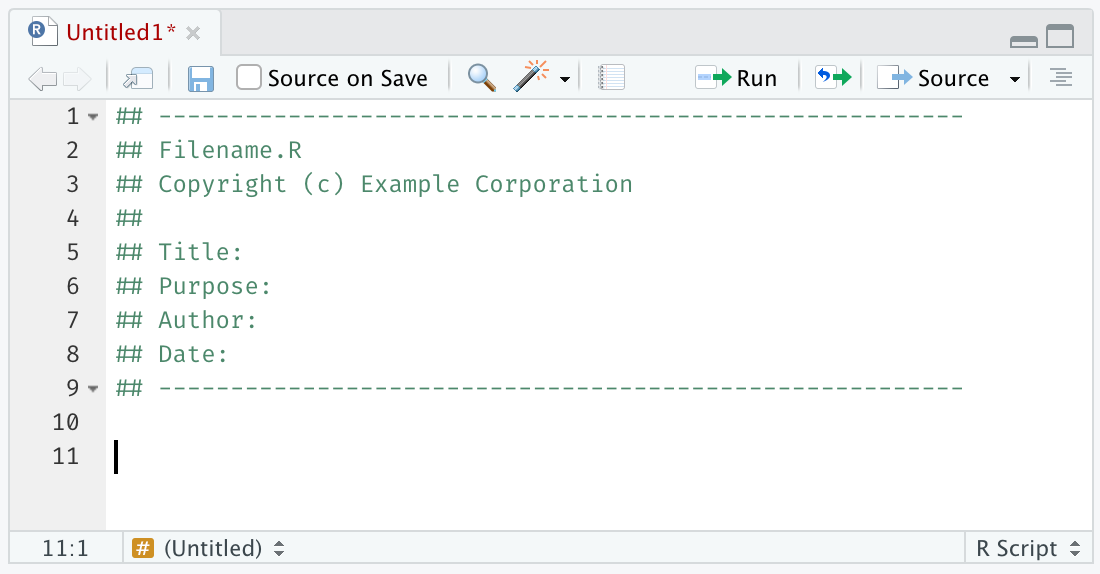 Untitled1*
Source on Save Run Source
1 ## --------------------------------------------------------
2 ## Filename.R
3 ## Copyright (c) Example Corporation
4 ##
5 ## Title:
6 ## Purpose:
7 ## Author:
8 ## Date:
9 ## --------------------------------------------------------
10
11
11:1 # (Untitled) R Script